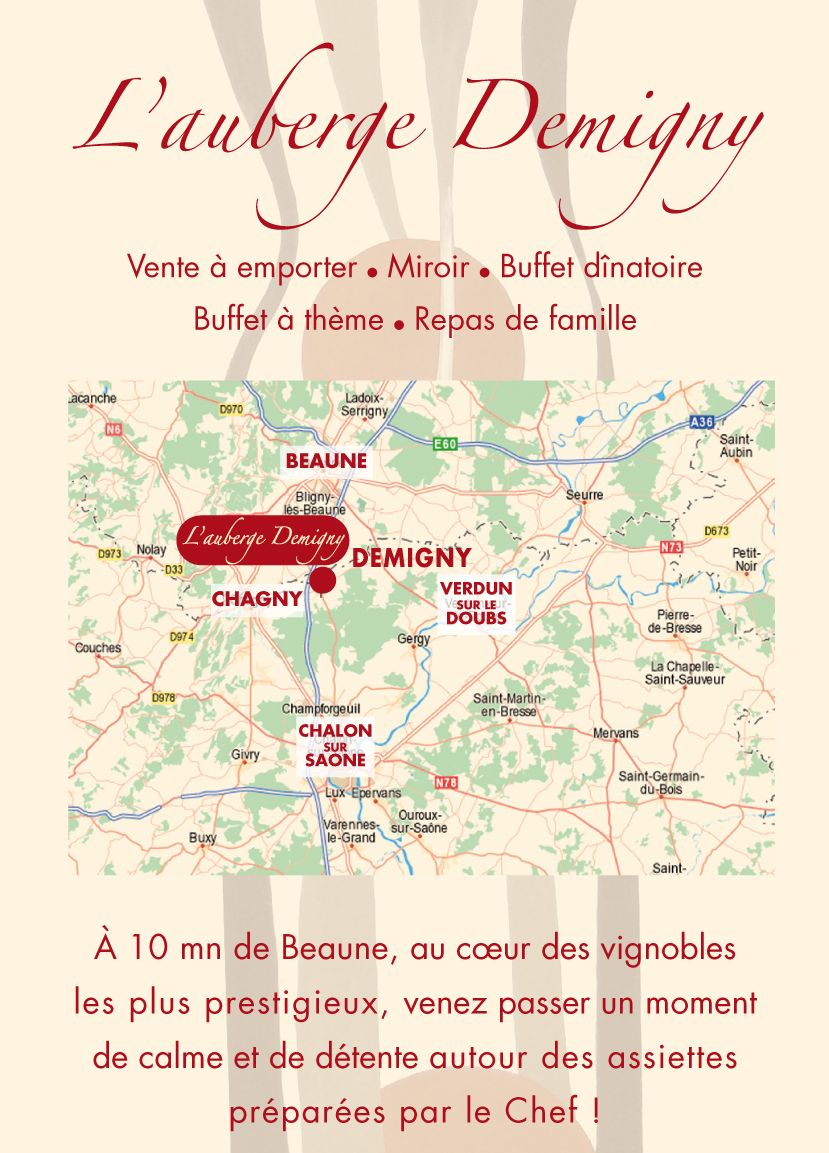 L'auberge Demigny
Vente à emporter • Miroir • Buffet dînatoire
Buffet à thème • Repas de famille
Lacanche
D970
Ladoix-
Serrigny
N6
E60
A36
Saint-
Aubin
BEAUNE
Bligny-
lès-Beaune
Seurre
L'auberge Demigny
D673
N73
Petit-
Noir
D973
Nolay
D33
DEMIGNY
CHAGNY
VERDUN
SUR LE
DOUBS
Pierre-
de-Bresse
D974
Couches
Gergy
La Chapelle-
Saint-Sauveur
D978
Champforgeuil
Saint-Martin-
en-Bresse
CHALON
SUR
SAÔNE
Mervans
Givry
N78
Saint-Germain-
du-Bois
Lux
Epervans
Varennes-
le-Grand
Ouroux-
sur-Saône
Buxy
Saint-
À 10 mn de Beaune, au cœur des vignobles
les plus prestigieux, venez passer un moment
de calme et de détente autour des assiettes
préparées par le Chef !